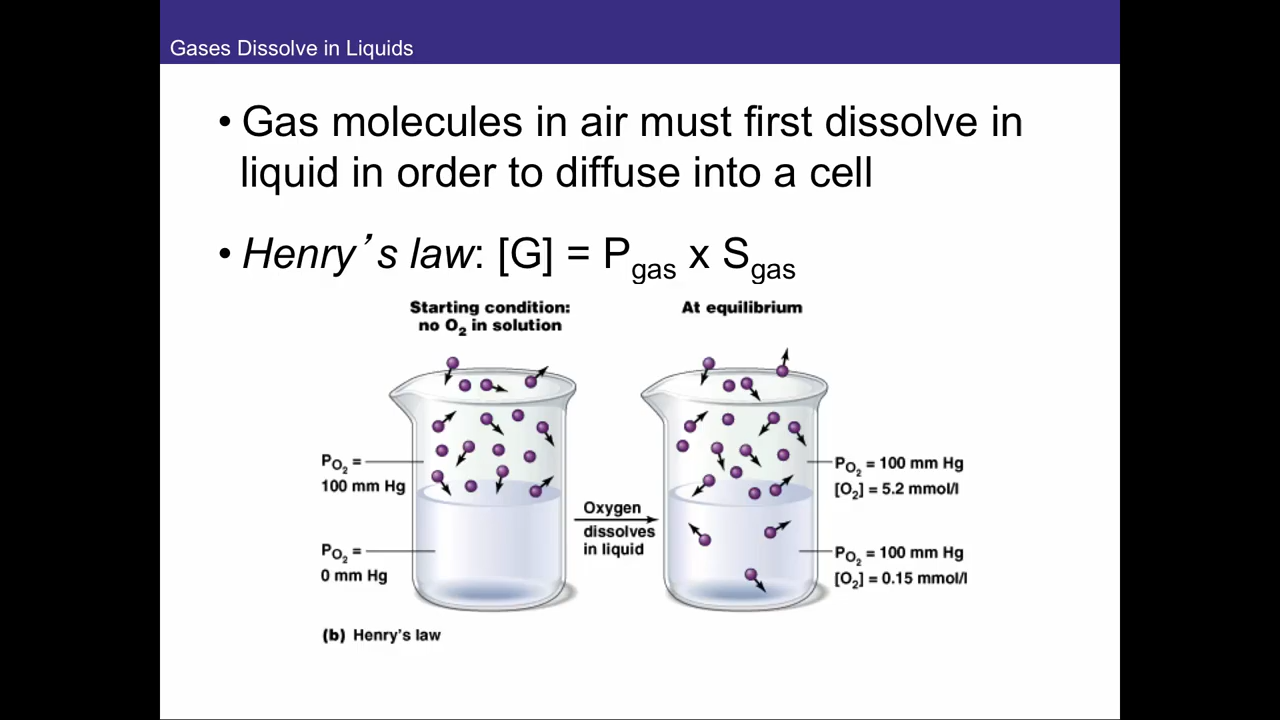 Gases Dissolve in Liquids
• Gas molecules in air must first dissolve in
liquid in order to diffuse into a cell
• Henry’s law: [G] = Pgas x Sgas
Starting condition:
no O2 in solution
At equilibrium
PO2 =
100 mm Hg
PO2 =
0 mm Hg
Oxygen
dissolves
in liquid
PO2 = 100 mm Hg
[O2] = 5.2 mmol/l
PO2 = 100 mm Hg
[O2] = 0.15 mmol/l
(b) Henry’s law